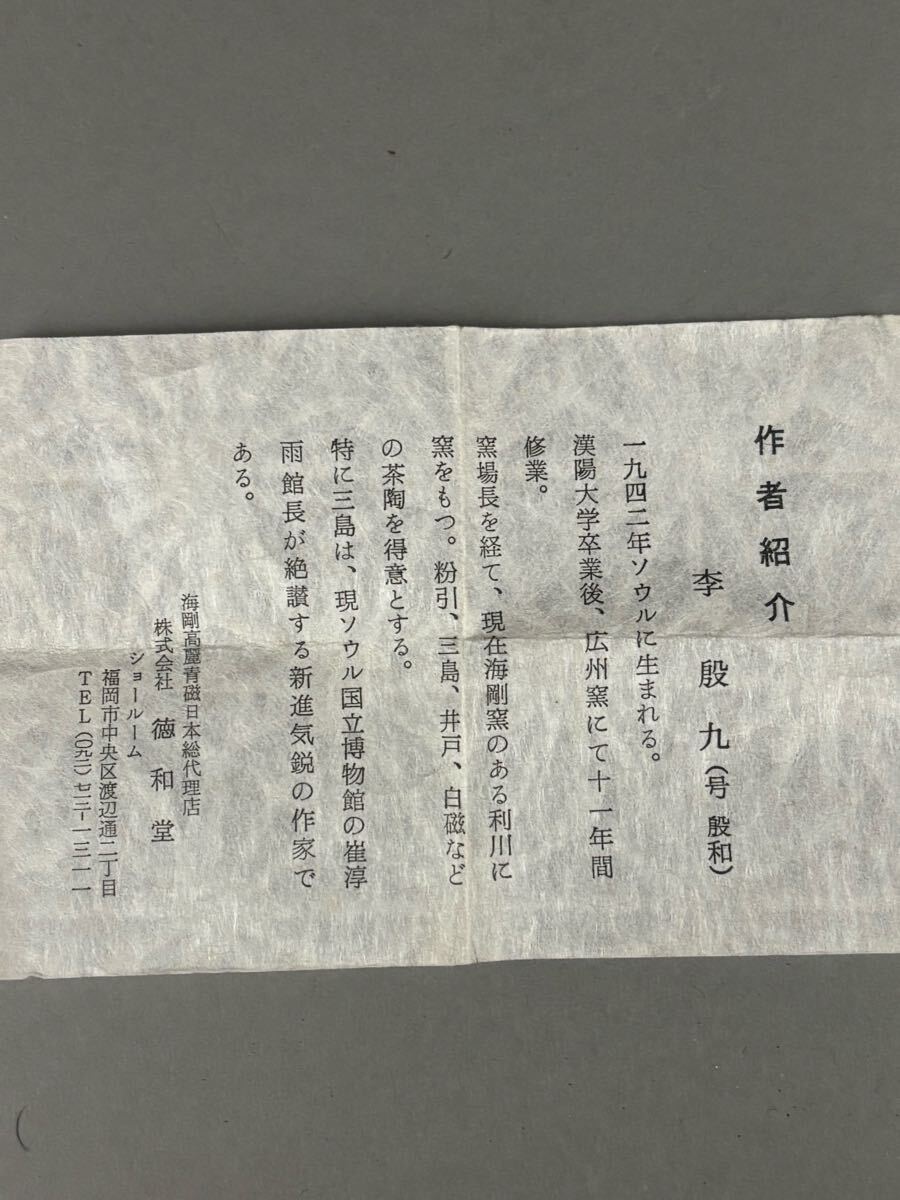 作者紹介
李殷九(号 殷和)
一九四二年ソウルに生まれる。
漢陽大学卒業後、広州窯にて十一年間
修業。
窯場長を経て、現在海剛窯のある利川に
窯をもつ。粉引、三島、井戸、白磁など
の茶陶を得意とする。
特に三島は、現ソウル国立博物館の崔淳
雨館長が絶讃する新進気鋭の作家で
ある。
海剛高麗青磁日本総代理店
株式会社 徳和堂
ショールーム
福岡市中央区渡辺通二丁目
TEL(〇九二)七二一-一三一一